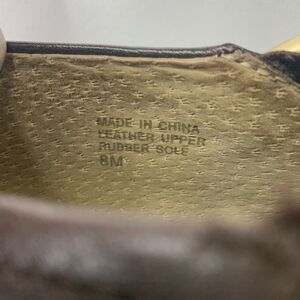 MADE IN CHINA
LEATHER UPPER
RUBBER SOLE
8M